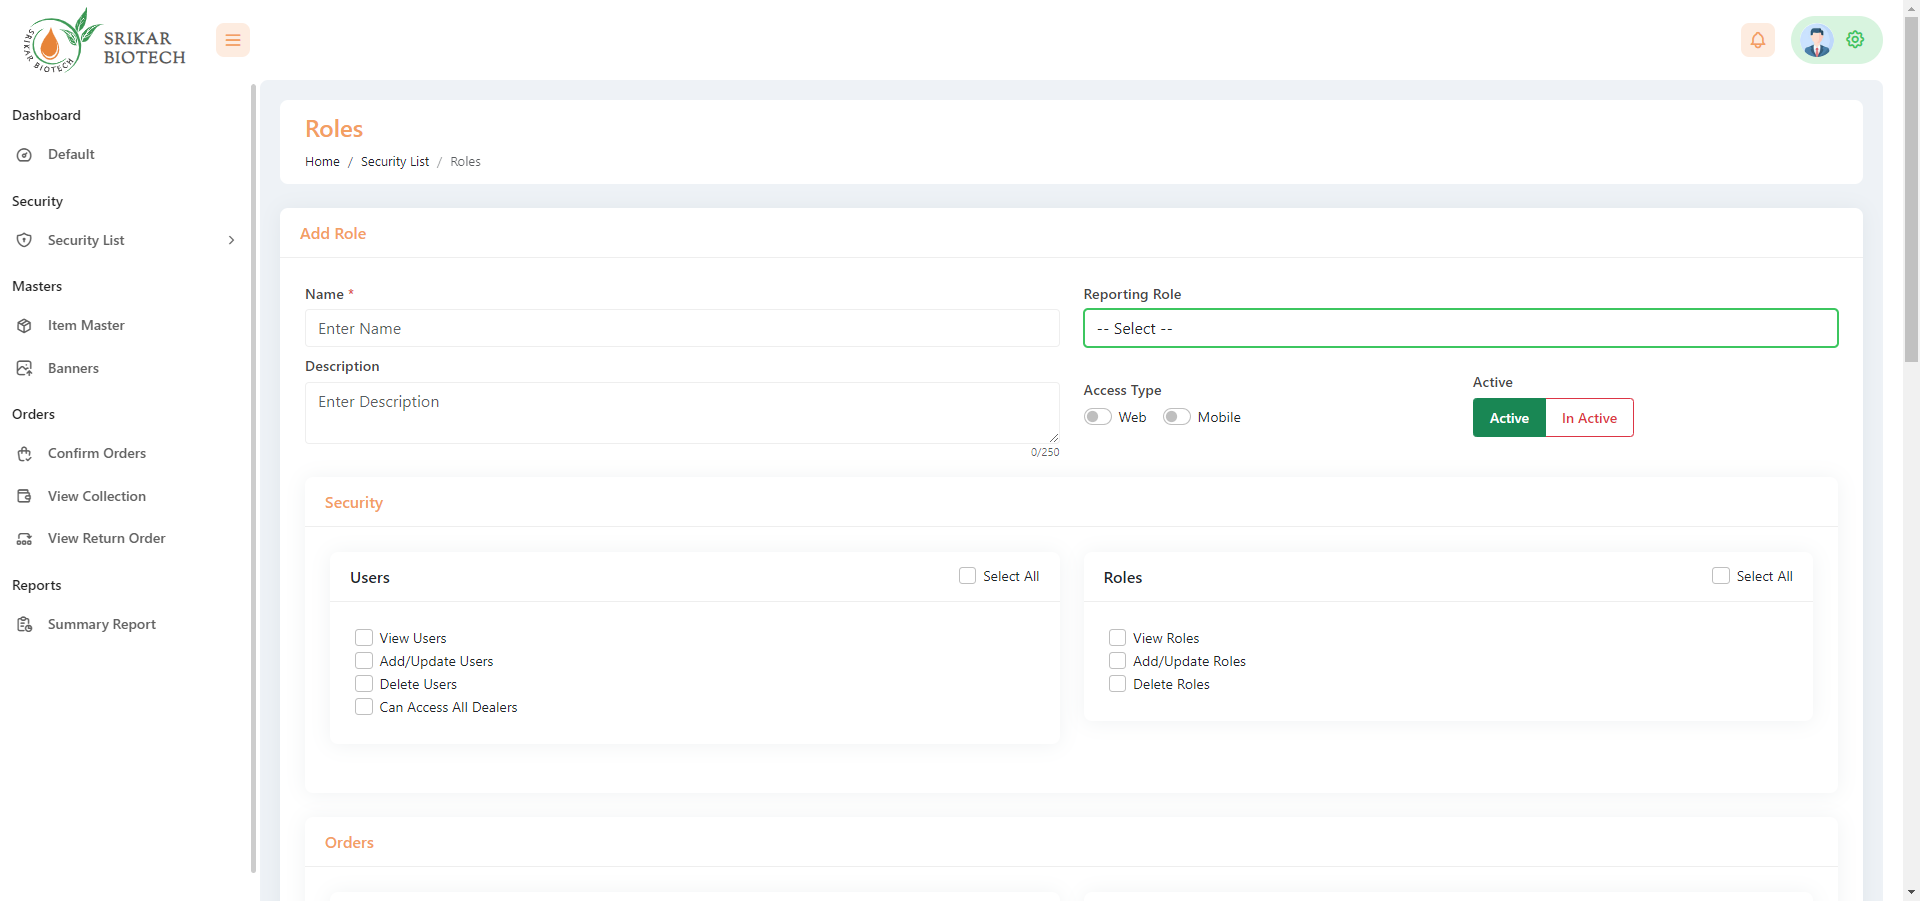 SRIKAR BIOTECH
SRIKAR
BIOTECH
Dashboard
Default
Security
Security List
Masters
Item Master
Banners
Orders
Confirm Orders
View Collection
View Return Order
Reports
Summary Report
Roles
Home / Security List / Roles
Add Role
Name *
Enter Name
Reporting Role
-- Select --
Description
Enter Description
0/250
Access Type
Web Mobile
Active
Active In Active
Security
Users Select All
View Users
Add/Update Users
Delete Users
Can Access All Dealers
Roles Select All
View Roles
Add/Update Roles
Delete Roles
Orders